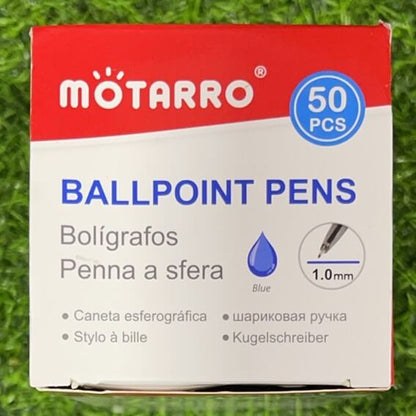 MOTARRO®
50
PCS
BALLPOINT PENS
Bolígrafos
Penna a sfera
Blue
1.0mm
• Caneta esferográfica
• шариковая ручка
• Stylo à bille
• Kugelschreiber